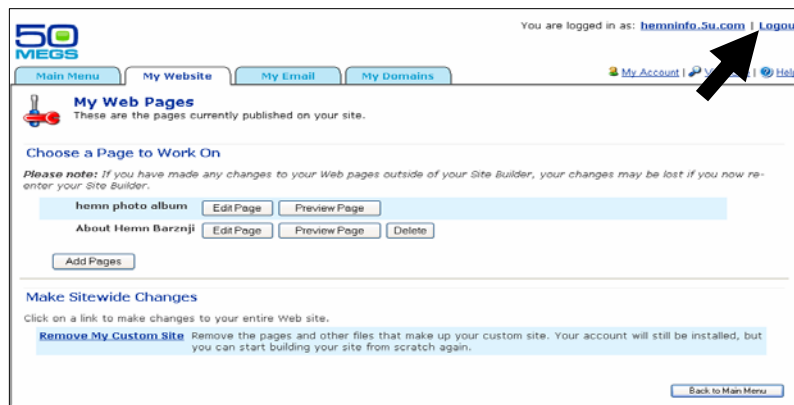 50
MEGS
You are logged in as: hemninfo.5u.com | Logou
Main Menu My Website My Email My Domains
My Account | | Help
My Web Pages
These are the pages currently published on your site.
Choose a Page to Work On
Please note: If you have made any changes to your Web pages outside of your Site Builder, your changes may be lost if you now re-
enter your Site Builder.
hemn photo album Edit Page Preview Page
About Hemn Barznji Edit Page Preview Page Delete
Add Pages
Make Sitewide Changes
Click on a link to make changes to your entire Web site.
Remove My Custom Site Remove the pages and other files that make up your custom site. Your account will still be installed, but
you can start building your site from scratch again.
Back to Main Menu